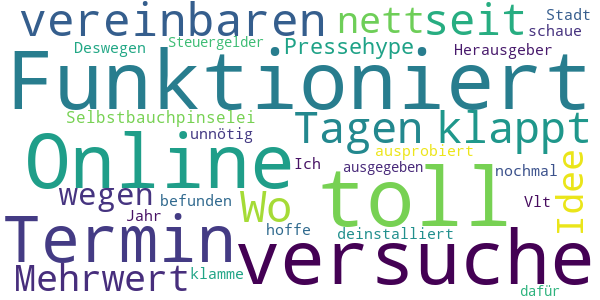 vereinbaren nett seit Stadt
schaue
Deswegen Steuergelder Pressehype Herausgeber
Funktioniert
Selbstbauchpinselei Tagen klappt
unnötig
Online ausprobiert
Ich ausgegeben nochmal
wegen befunden Wo toll Vlt Idee
Jahr
Termin hoffe deinstalliert
versuche
Mehrwert klamme
dafür